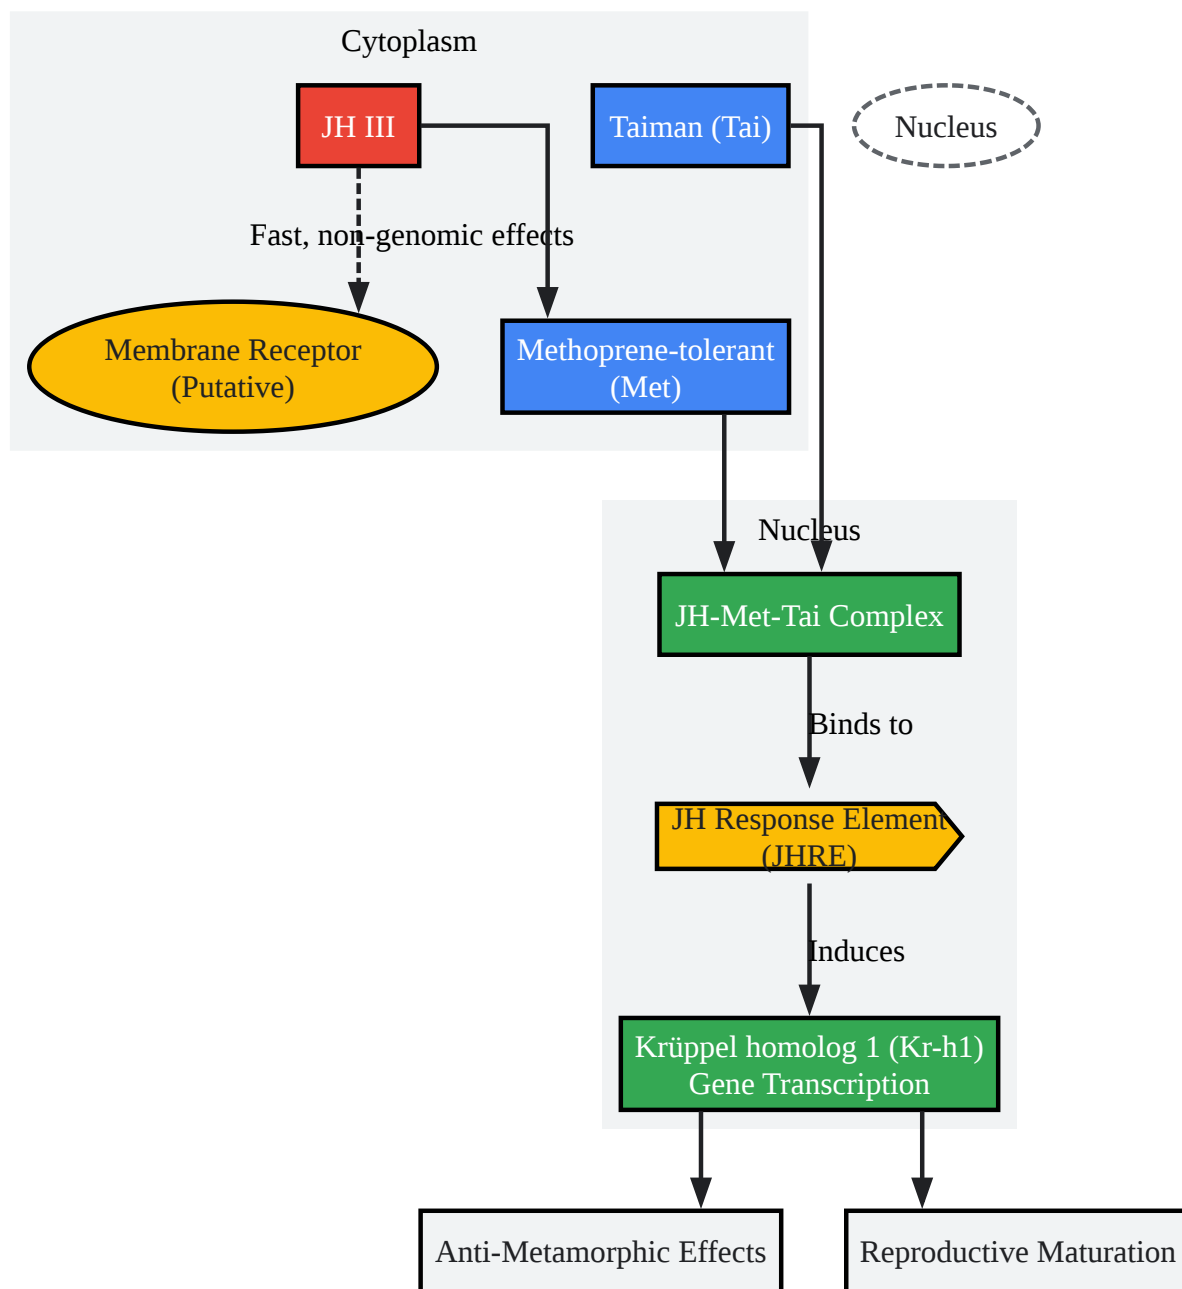 Cytoplasm
JH III
Taiman (Tai)
Nucleus
Fast, non-genomic effects
Membrane Receptor
(Putative)
Methoprene-tolerant
(Met)
Nucleus
JH-Met-Tai Complex
Binds to
JH Response Element
(JHRE)
Induces
Krüppel homolog 1 (Kr-h1)
Gene Transcription
Anti-Metamorphic Effects
Reproductive Maturation